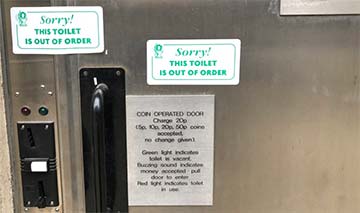 Sorry!
THIS TOILET
IS OUT OF ORDER
Sorry!
THIS TOILET
IS OUT OF ORDER
COIN OPERATED DOOR
Charge 20p
(5p, 10p, 20p, 50p coins
accepted,
no change given).
Green light indicates
toilet is vacant.
Buzzing sound indicates
money accepted : pull
door to enter.
Red light indicates toilet
in use.